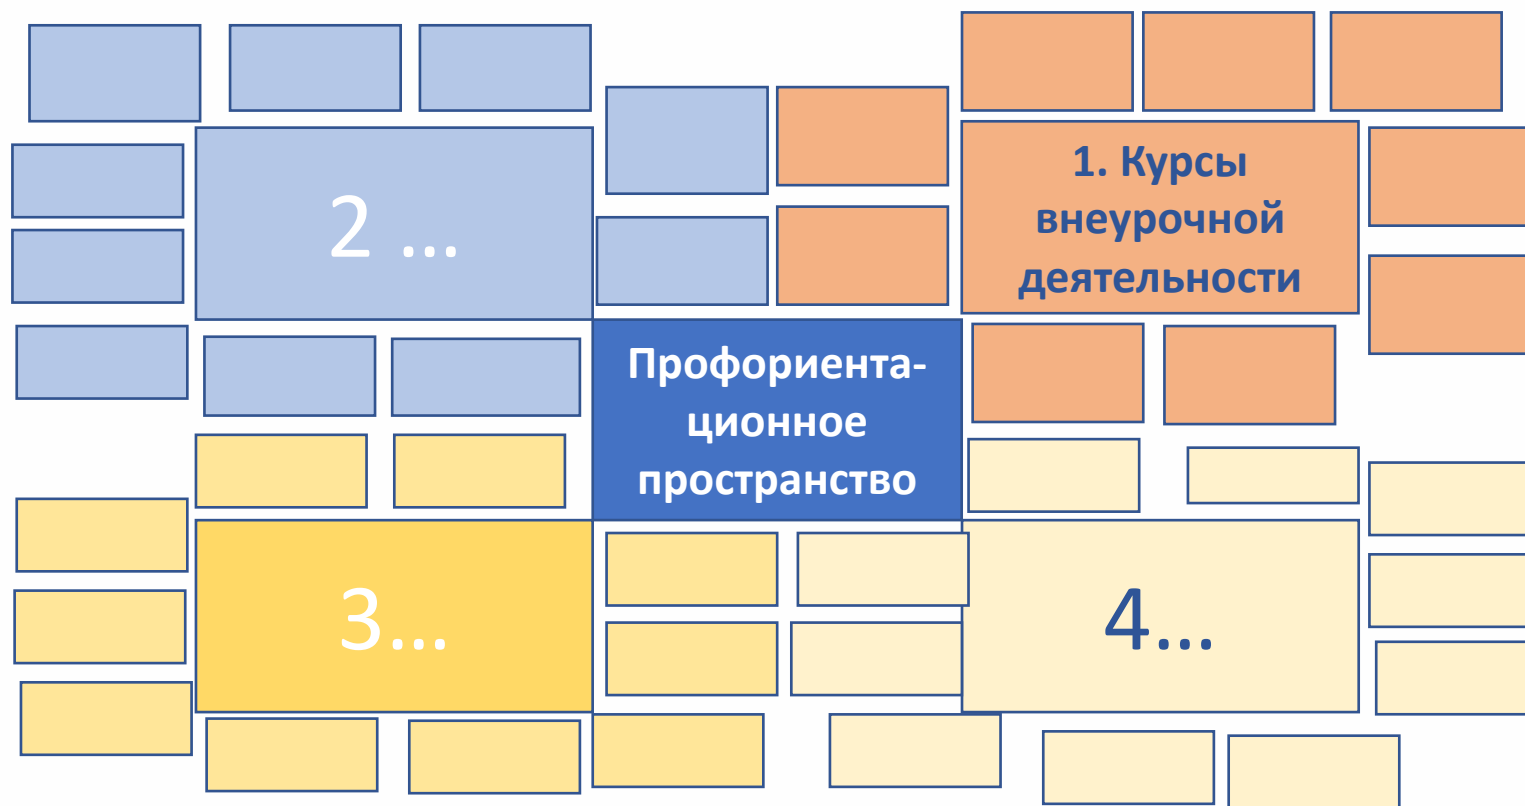 1. Курсы
внеурочной
деятельности
2 ...
Профориента-
ционное
пространство
3...
4...